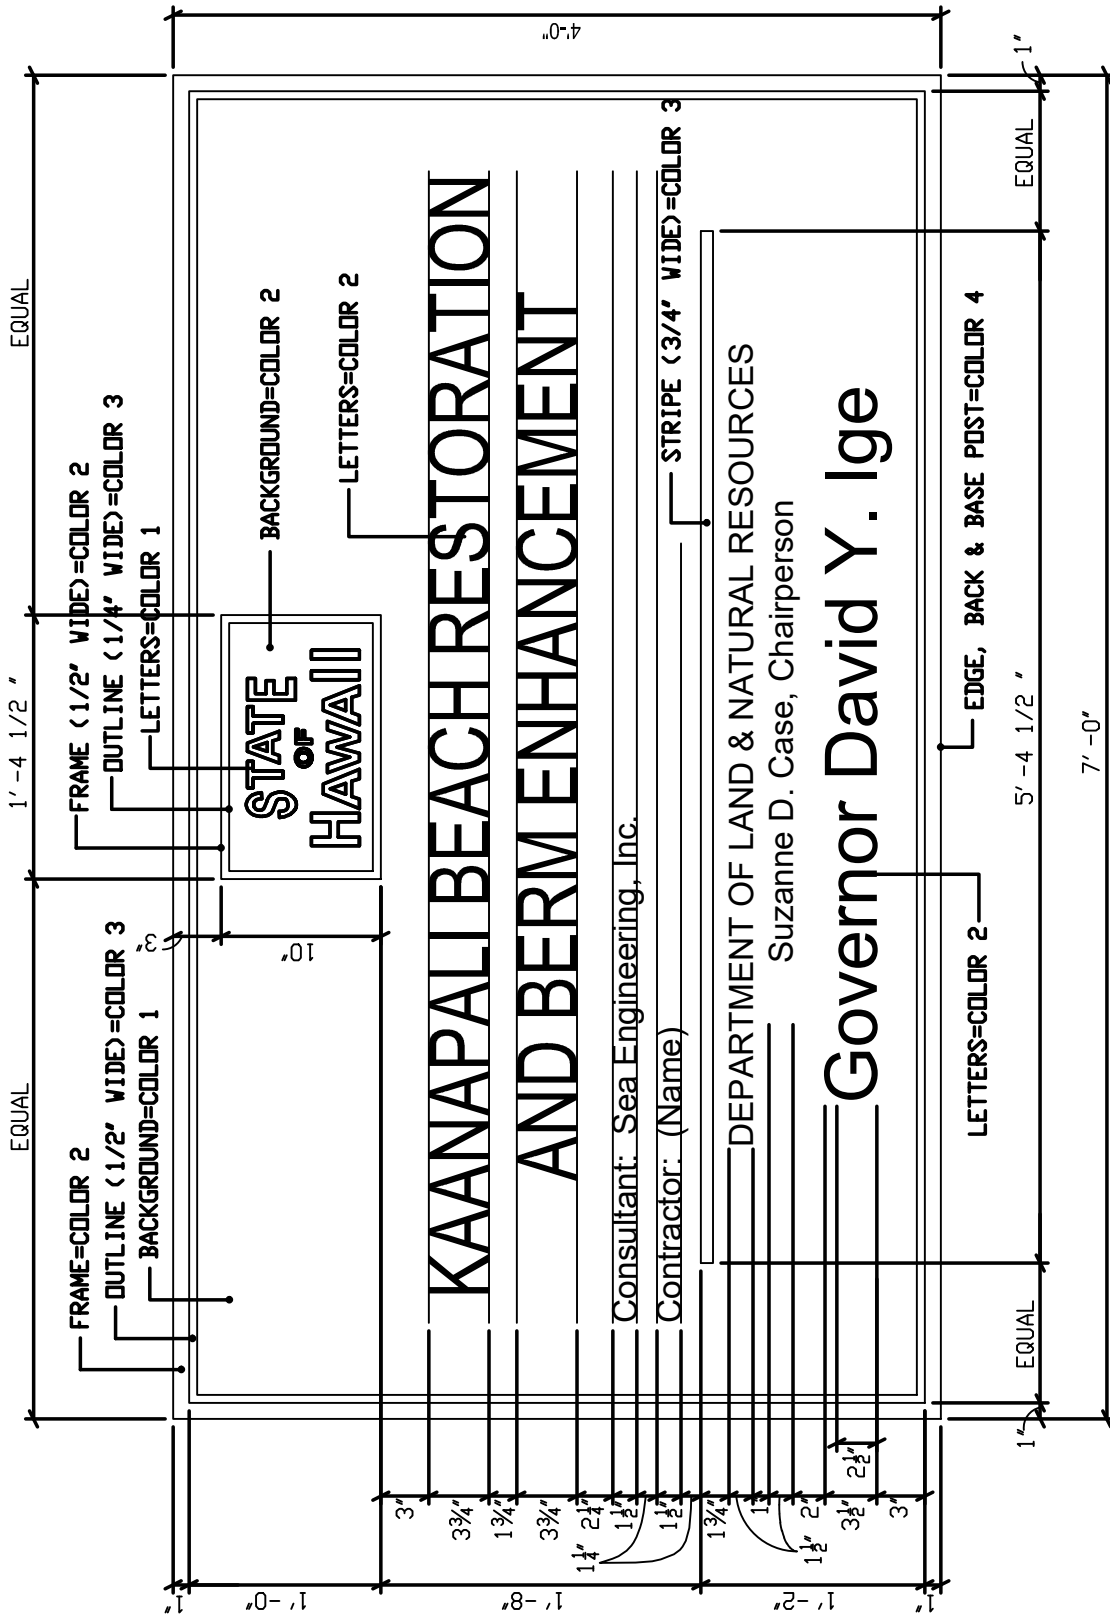 EQUAL
1'-4 1/2 "
EQUAL
FRAME=COLOR 2
OUTLINE (1/2" WIDE)=COLOR 3
BACKGROUND=COLOR 1
FRAME (1/2" WIDE)=COLOR 2
OUTLINE (1/4" WIDE)=COLOR 3
LETTERS=COLOR 1
BACKGROUND=COLOR 2
LETTERS=COLOR 2
3"
10"
STATE
OF
HAWAII
KAANAPALI BEACH RESTORATION
AND BERM ENHANCEMENT
Consultant: Sea Engineering, Inc.
Contractor: (Name)
STRIPE (3/4" WIDE)=COLOR 3
DEPARTMENT OF LAND & NATURAL RESOURCES
Suzanne D. Case, Chairperson
Governor David Y. Ige
LETTERS=COLOR 2
EDGE, BACK & BASE POST=COLOR 4
1"
1'-0"
1'-8"
1'-2"
1"
3"
3¾"
1¾"
3¾"
2¼"
1½"
1¼"
1½"
1¾"
1"
1½"
2"
3½"
2½"
3"
4'-0"
1"
EQUAL
5'-4 1/2 "
EQUAL
1"
7'-0"